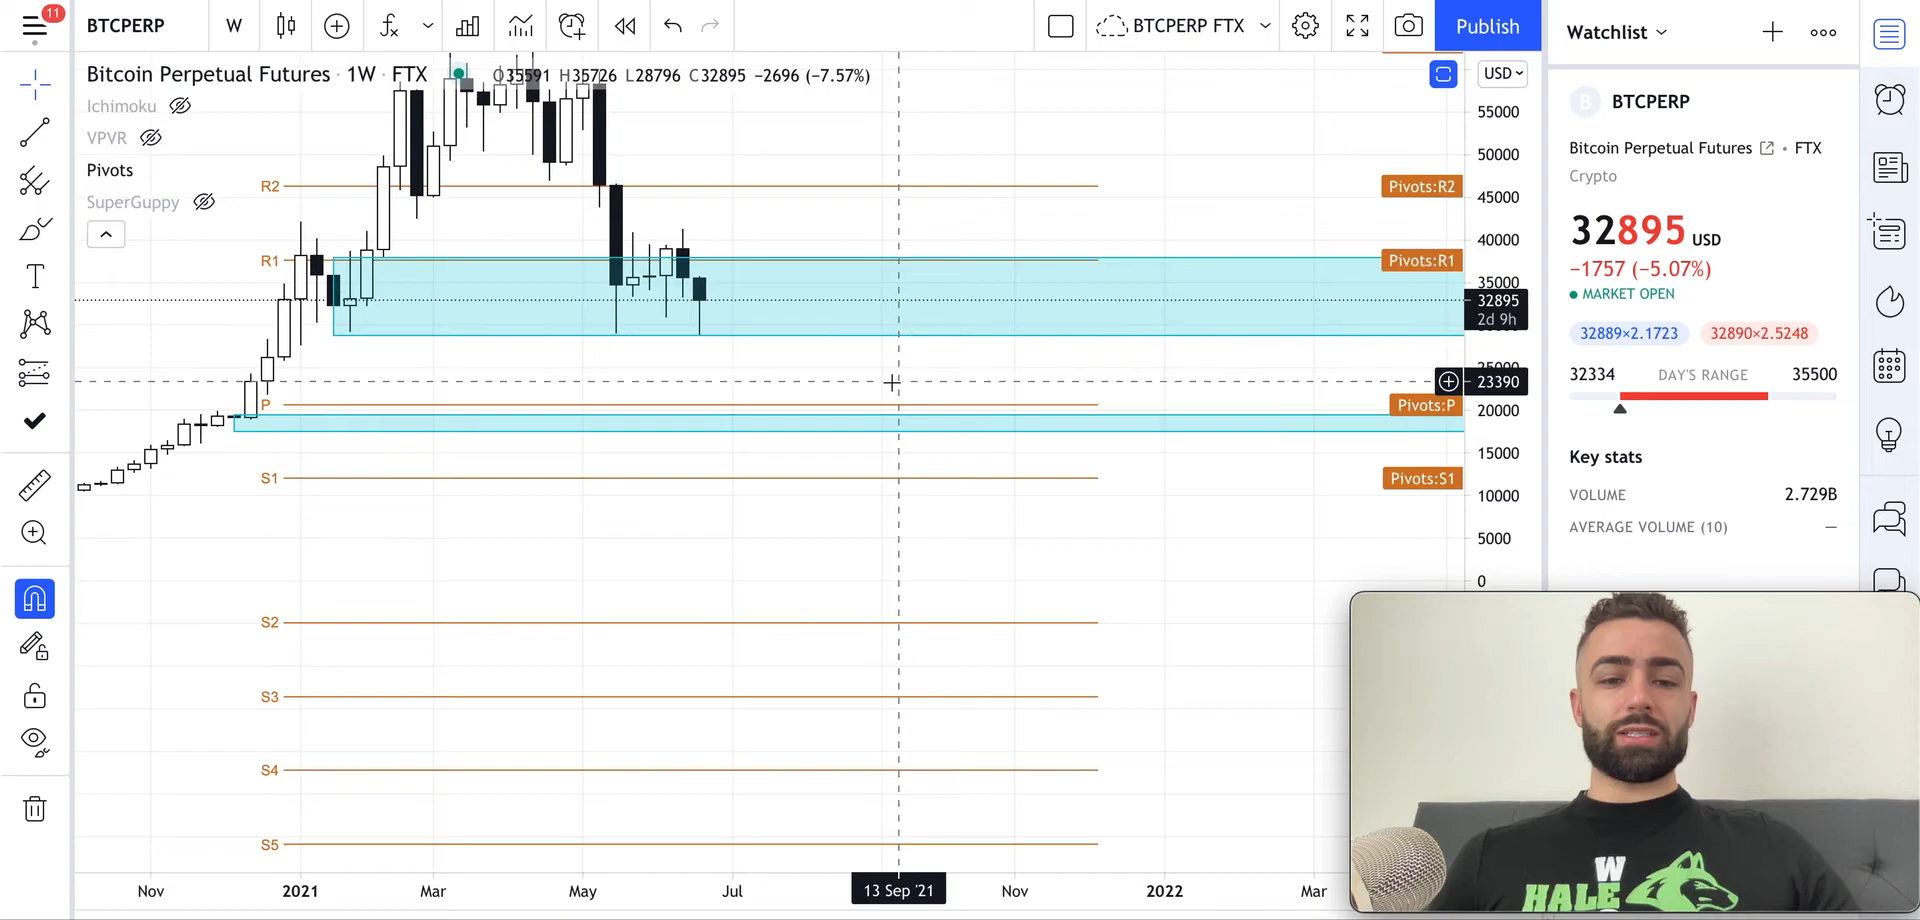 11
BTCPERP
W
BTCPERP FTX
Publish
Watchlist
Bitcoin Perpetual Futures · 1W · FTX
O35591 H35726 L28796 C32895 −2696 (−7.57%)
Ichimoku
VPVR
Pivots
SuperGuppy
USD
55000
50000
45000
40000
35000
32895
2d 9h
25000
23390
20000
15000
10000
5000
0
R2
R1
P
S1
S2
S3
S4
S5
Pivots:R2
Pivots:R1
Pivots:P
Pivots:S1
Nov
2021
Mar
May
Jul
13 Sep '21
Nov
2022
Mar
B
BTCPERP
Bitcoin Perpetual Futures • FTX
Crypto
32895 USD
−1757 (−5.07%)
MARKET OPEN
32889×2.1723
32890×2.5248
32334 DAY'S RANGE 35500
Key stats
VOLUME 2.729B
AVERAGE VOLUME (10) —
W
HALE